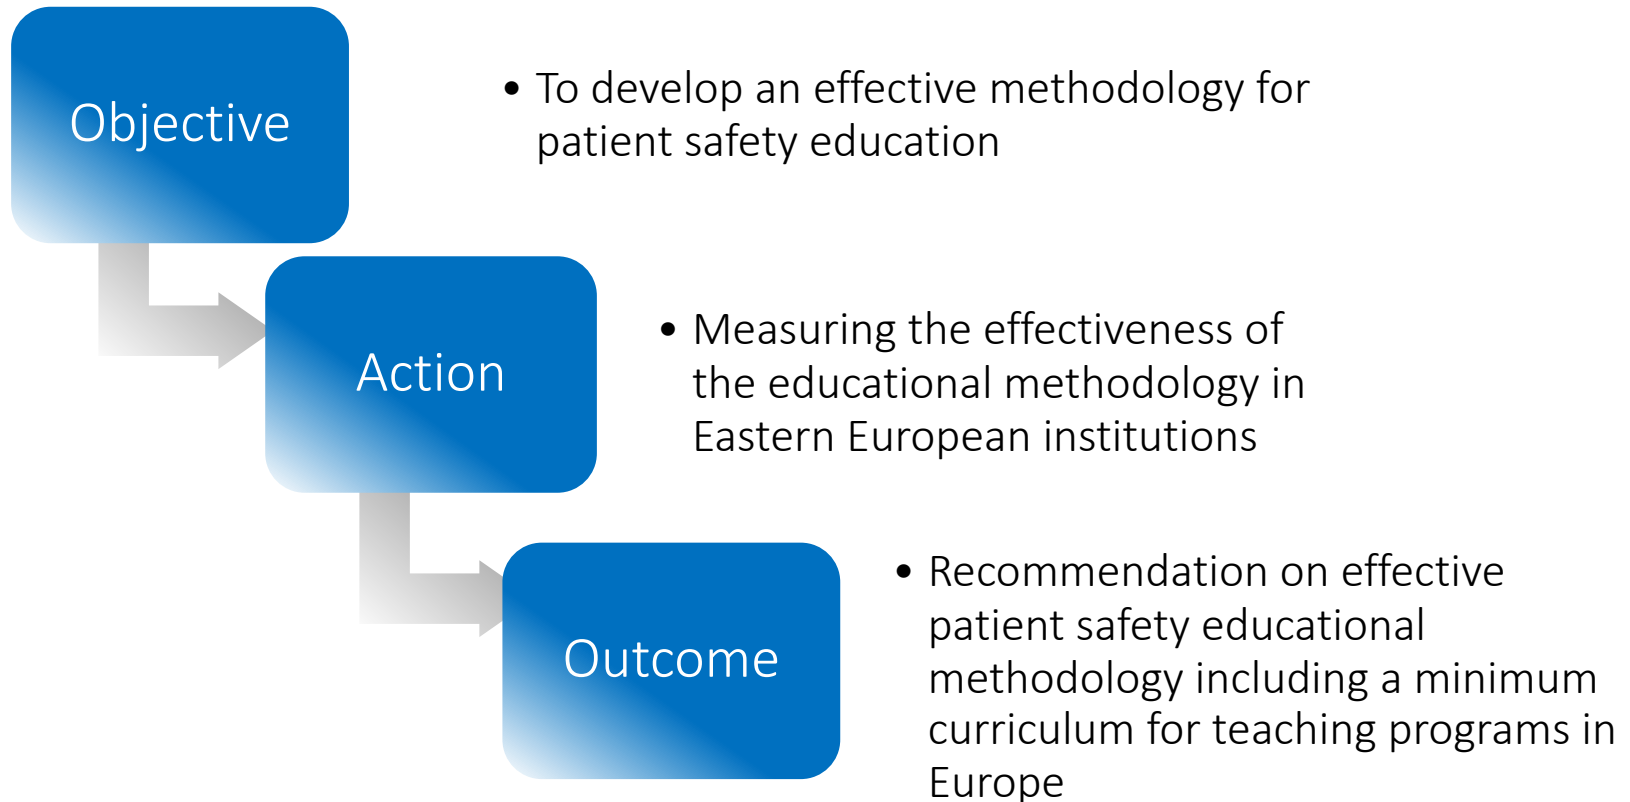 Objective
• To develop an effective methodology for
patient safety education
Action
• Measuring the effectiveness of
the educational methodology in
Eastern European institutions
Outcome
• Recommendation on effective
patient safety educational
methodology including a minimum
curriculum for teaching programs in
Europe